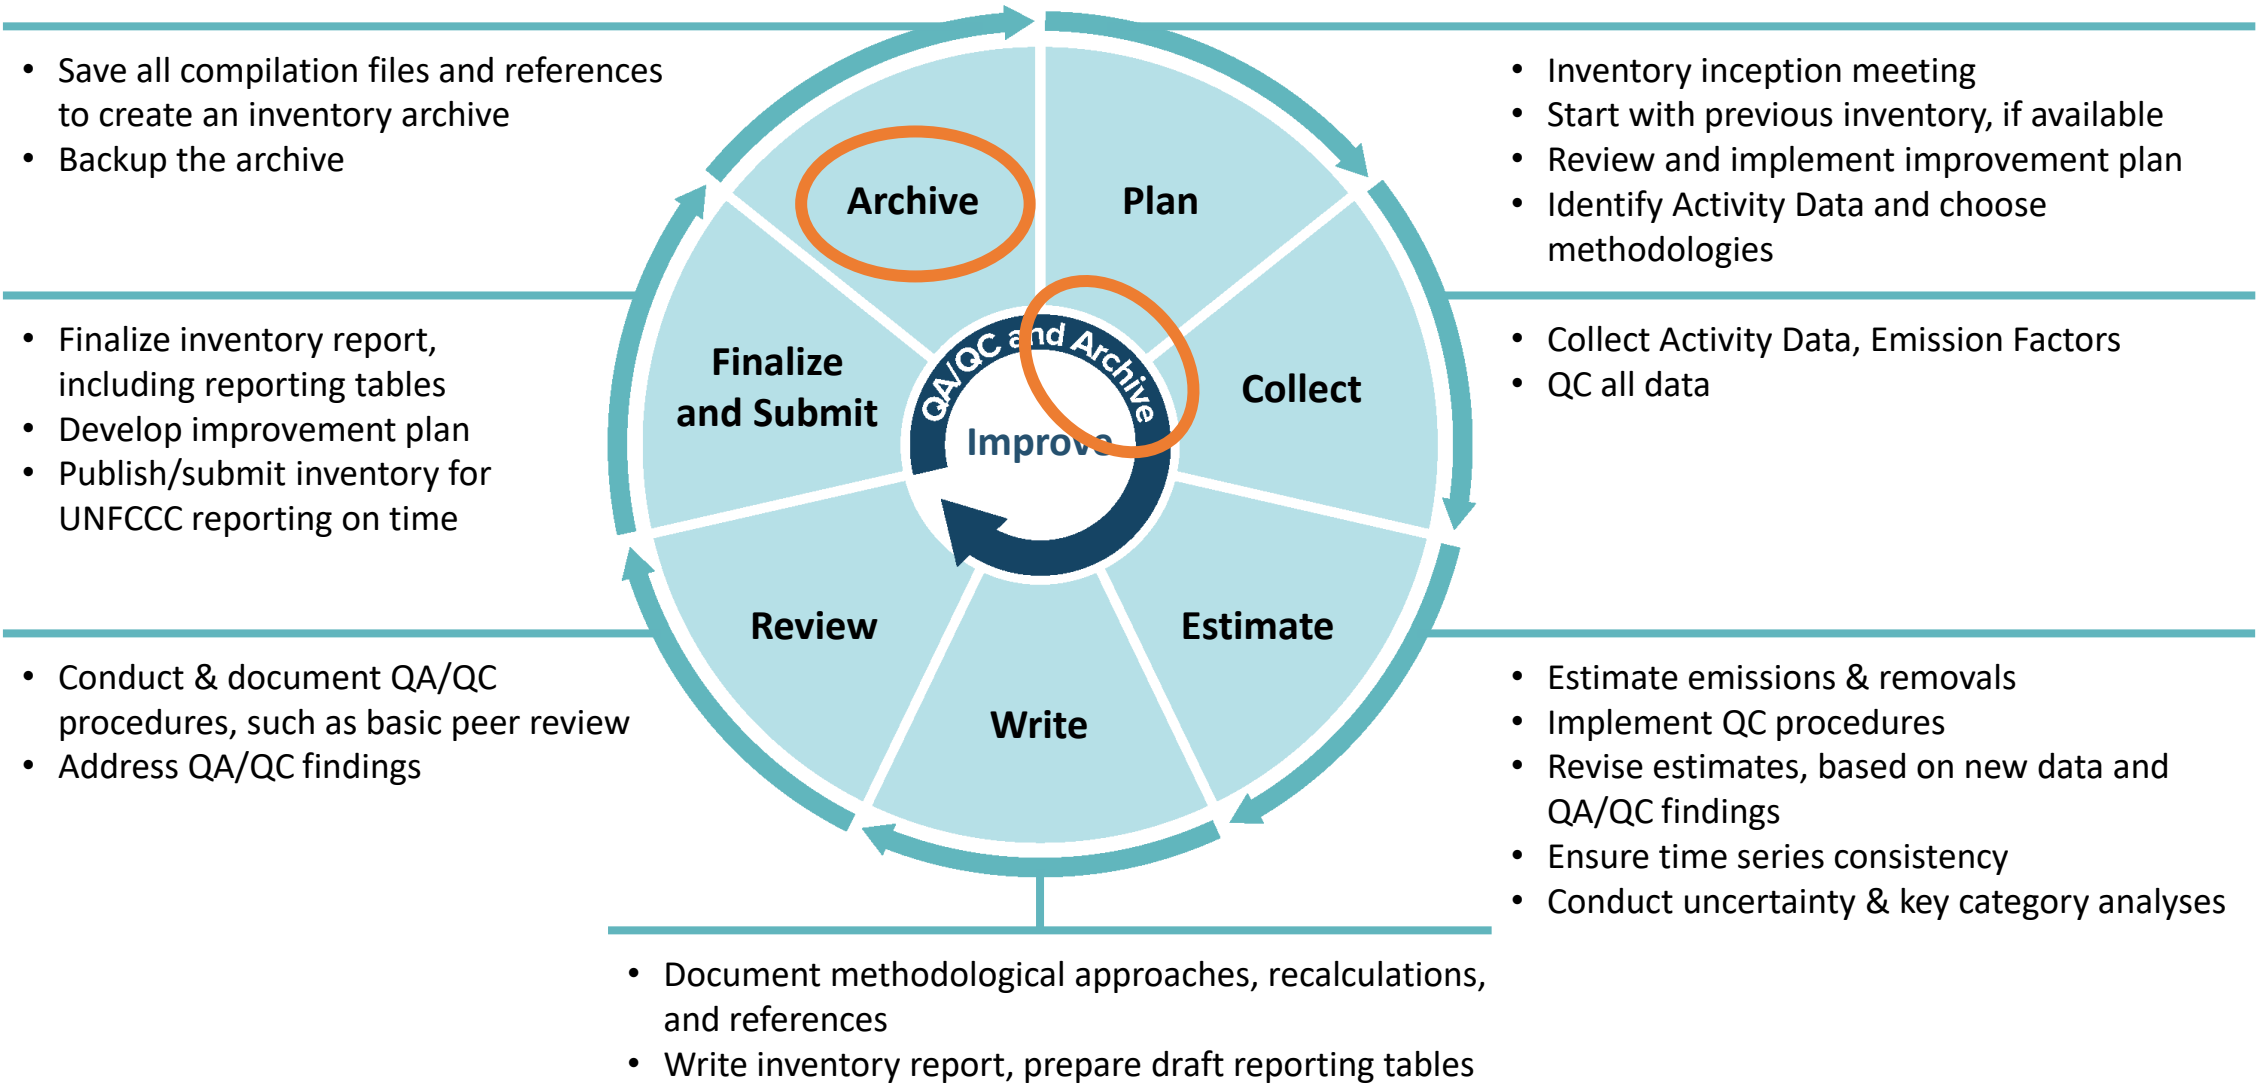 • Save all compilation files and references
to create an inventory archive
• Backup the archive
• Inventory inception meeting
• Start with previous inventory, if available
• Review and implement improvement plan
• Identify Activity Data and choose
methodologies
Archive
Plan
• Finalize inventory report,
including reporting tables
• Develop improvement plan
• Publish/submit inventory for
UNFCCC reporting on time
Finalize
and Submit
QA/QC and Archive
Improve
Collect
• Collect Activity Data, Emission Factors
• QC all data
Review
Estimate
Write
• Conduct & document QA/QC
procedures, such as basic peer review
• Address QA/QC findings
• Estimate emissions & removals
• Implement QC procedures
• Revise estimates, based on new data and
QA/QC findings
• Ensure time series consistency
• Conduct uncertainty & key category analyses
• Document methodological approaches, recalculations,
and references
• Write inventory report, prepare draft reporting tables